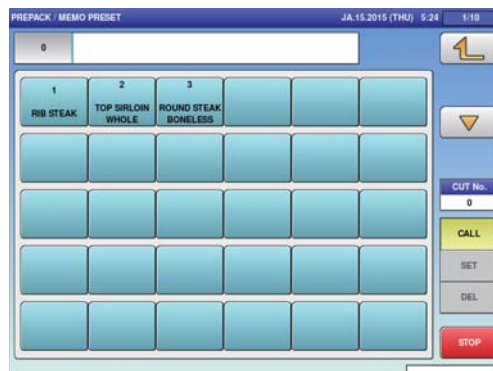 PREPACK / MEMO PRESET JA.15.2015 (THU) 5:24 1/10
0
1 2 3
RIB STEAK TOP SIRLOIN ROUND STEAK
WHOLE BONELESS
CUT No.
0
CALL
SET
DEL
STOP